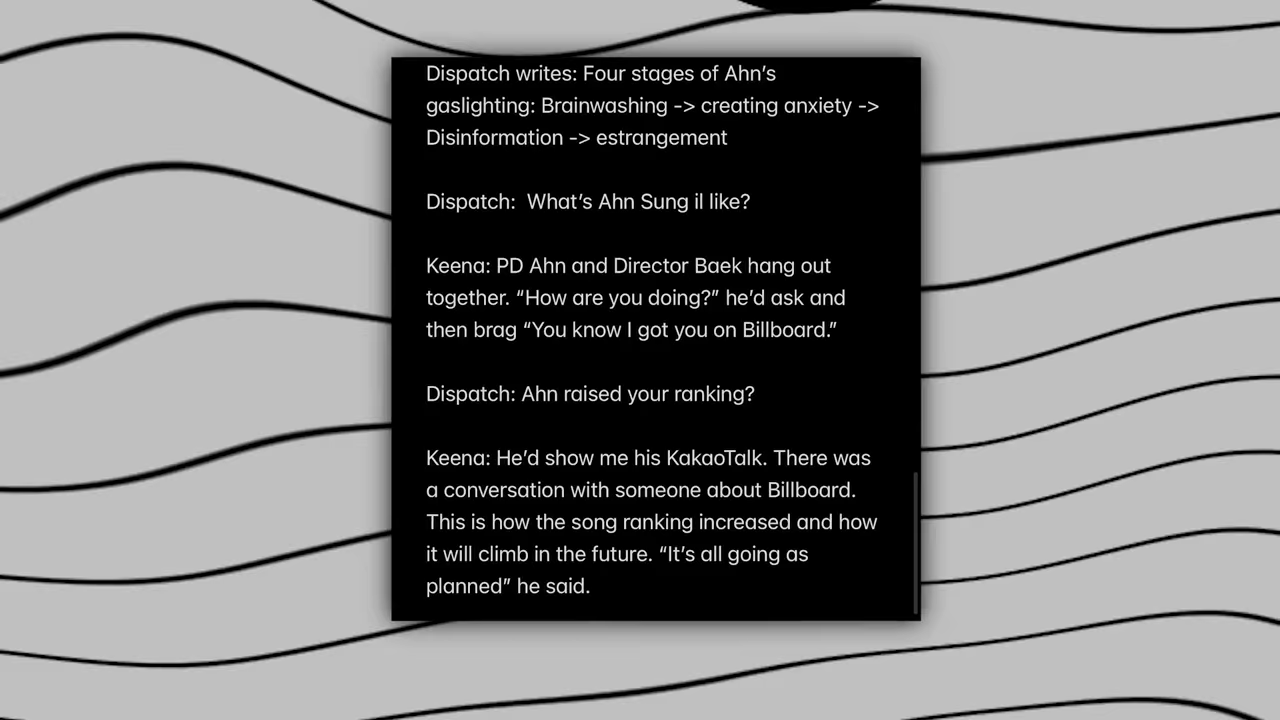 Dispatch writes: Four stages of Ahn’s
gaslighting: Brainwashing -> creating anxiety ->
Disinformation -> estrangement
Dispatch:  What’s Ahn Sung il like?
Keena: PD Ahn and Director Baek hang out
together. “How are you doing?” he’d ask and
then brag “You know I got you on Billboard.”
Dispatch: Ahn raised your ranking?
Keena: He’d show me his KakaoTalk. There was
a conversation with someone about Billboard.
This is how the song ranking increased and how
it will climb in the future. “It’s all going as
planned” he said.